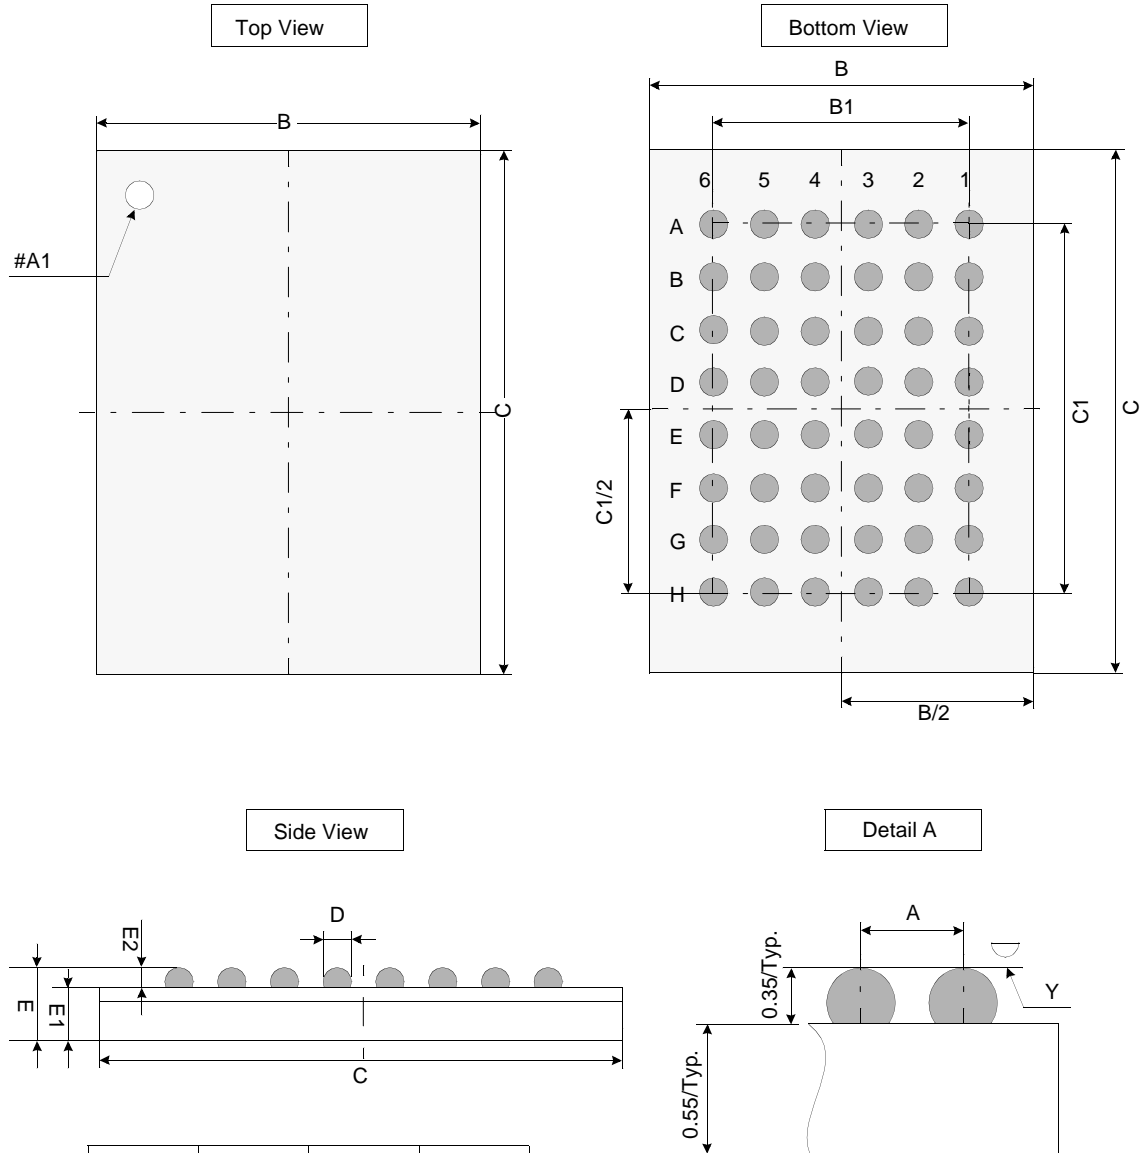 Top View
Bottom View
B
B
B1
6 5 4 3 2 1
#A1
A
B
C
D
E
F
G
H
C
C1
C
C1/2
B/2
Side View
Detail A
D
A
E2
E
E1
C
0.35/Typ.
Y
0.55/Typ.